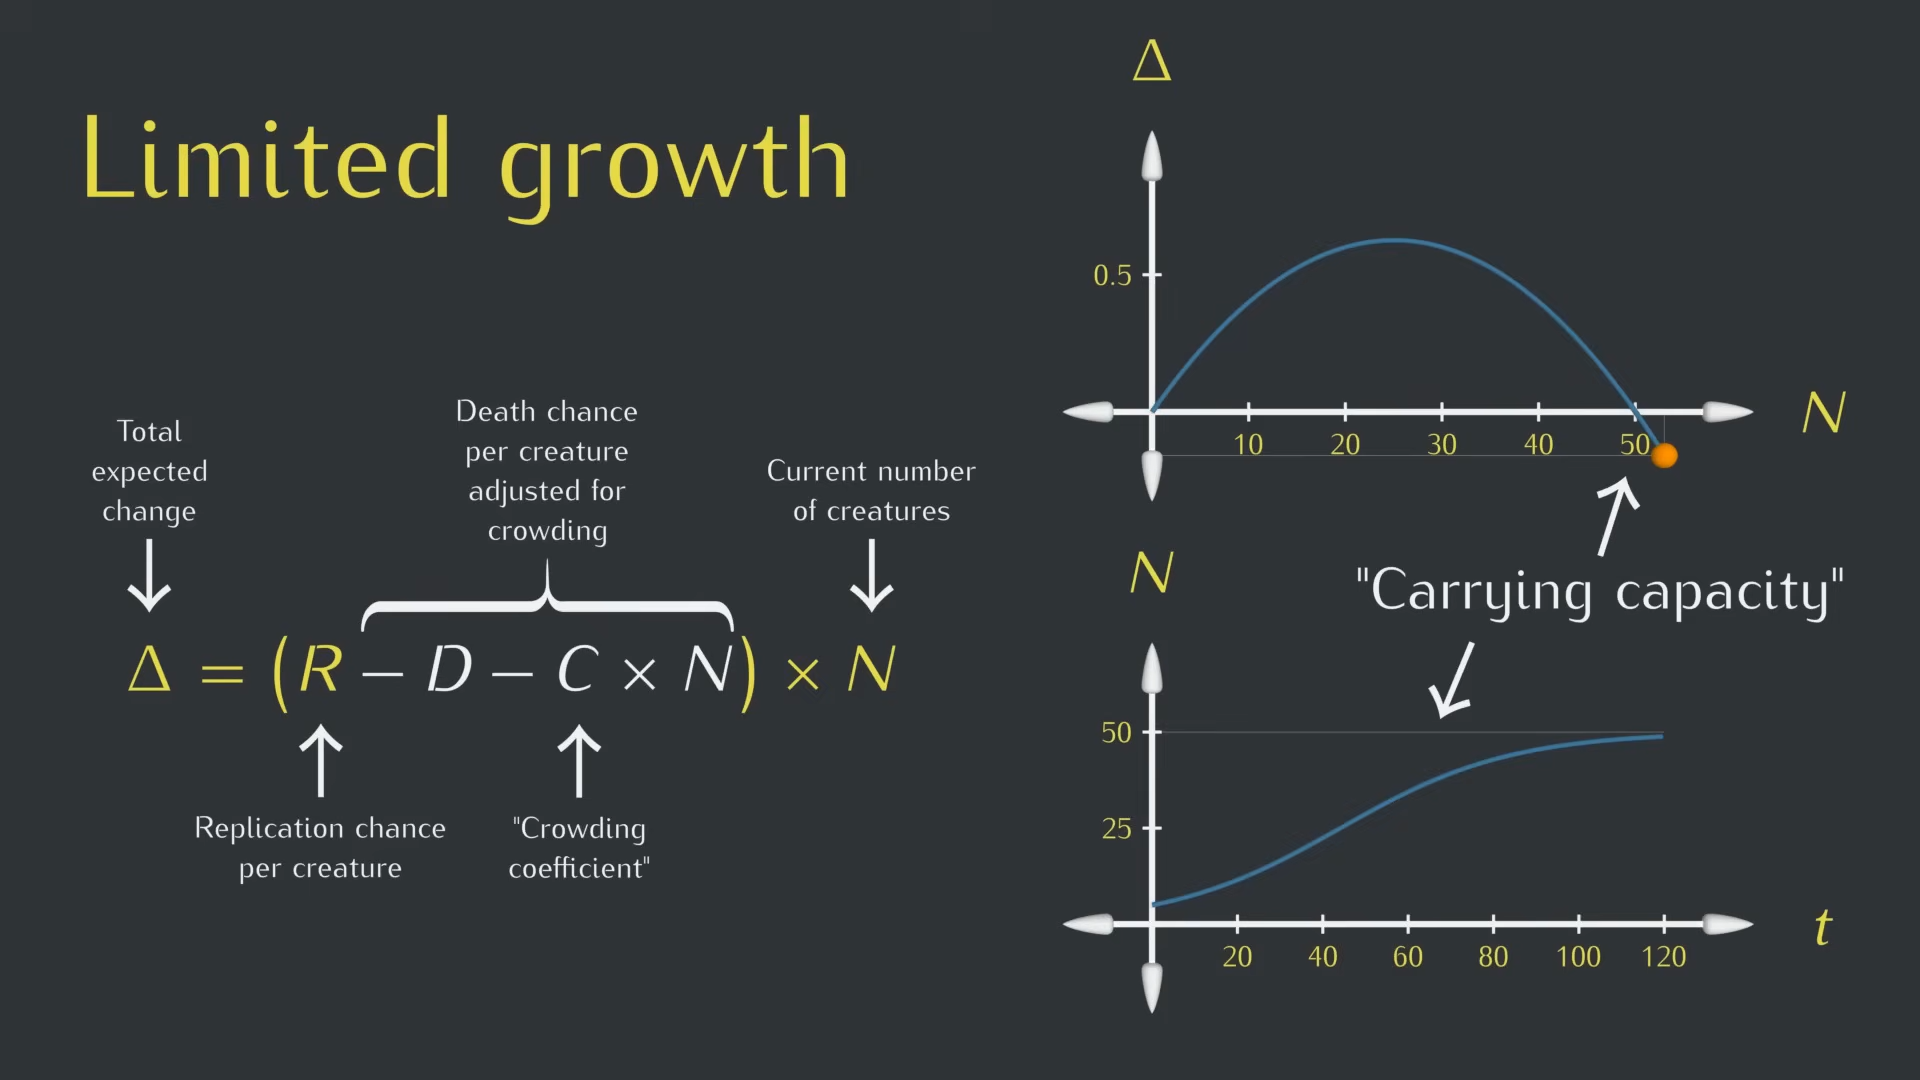 Limited growth
Total
expected
change
Death chance
per creature
adjusted for
crowding
Current number
of creatures
Δ = (R − D − C × N) × N
Replication chance
per creature
"Crowding
coefficient"
Δ
0.5
10 20 30 40 50
N
"Carrying capacity"
N
50
25
20 40 60 80 100 120
t